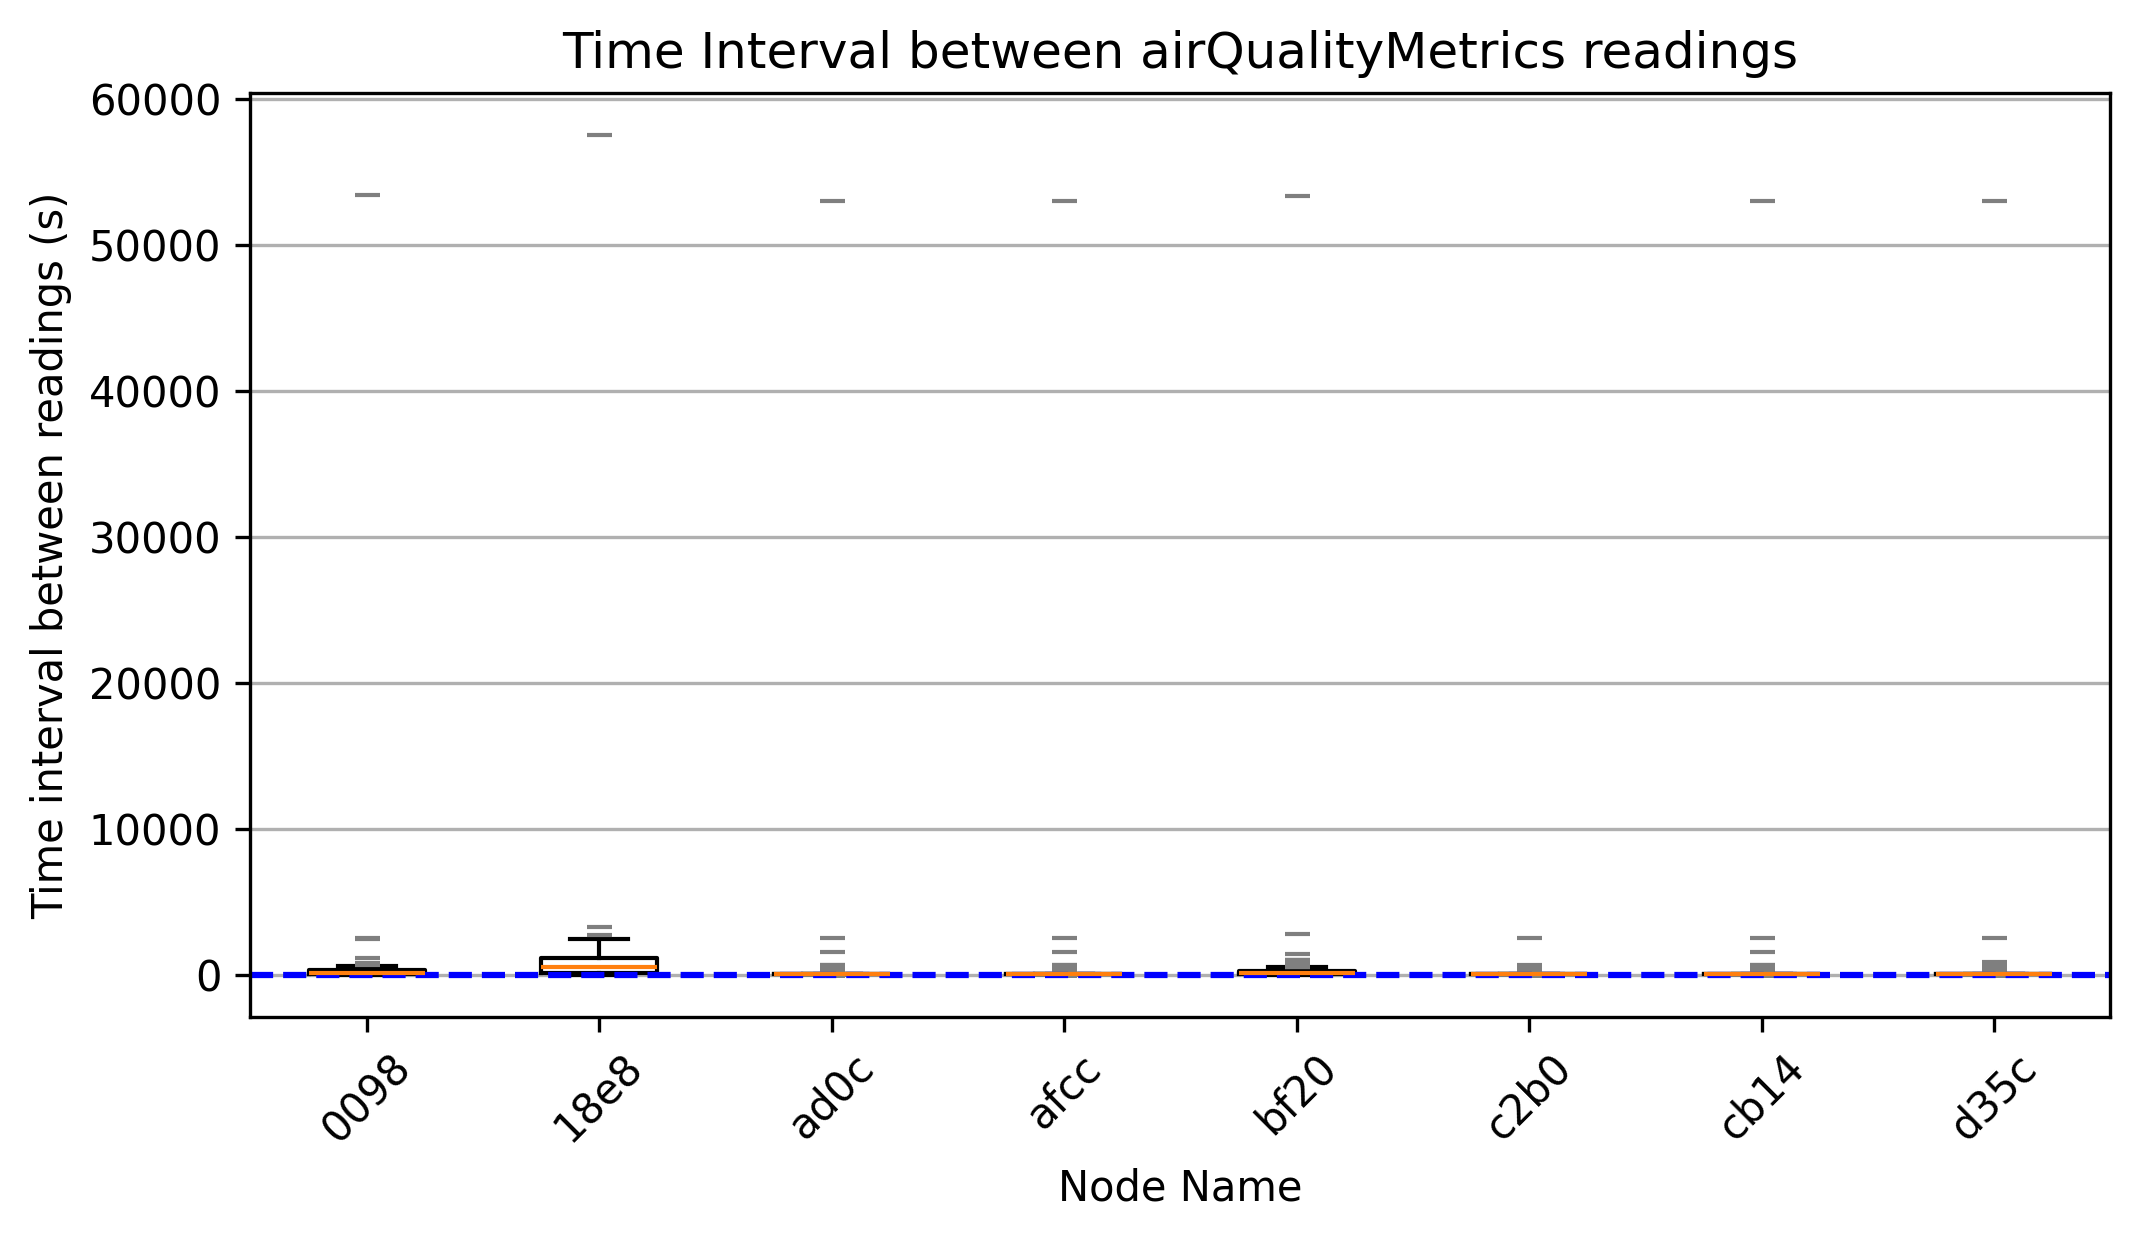 Time Interval between airQualityMetrics readings
Time interval between readings (s)
60000
50000
40000
30000
20000
10000
0
0098
18e8
ad0c
afcc
bf20
c2b0
cb14
d35c
Node Name